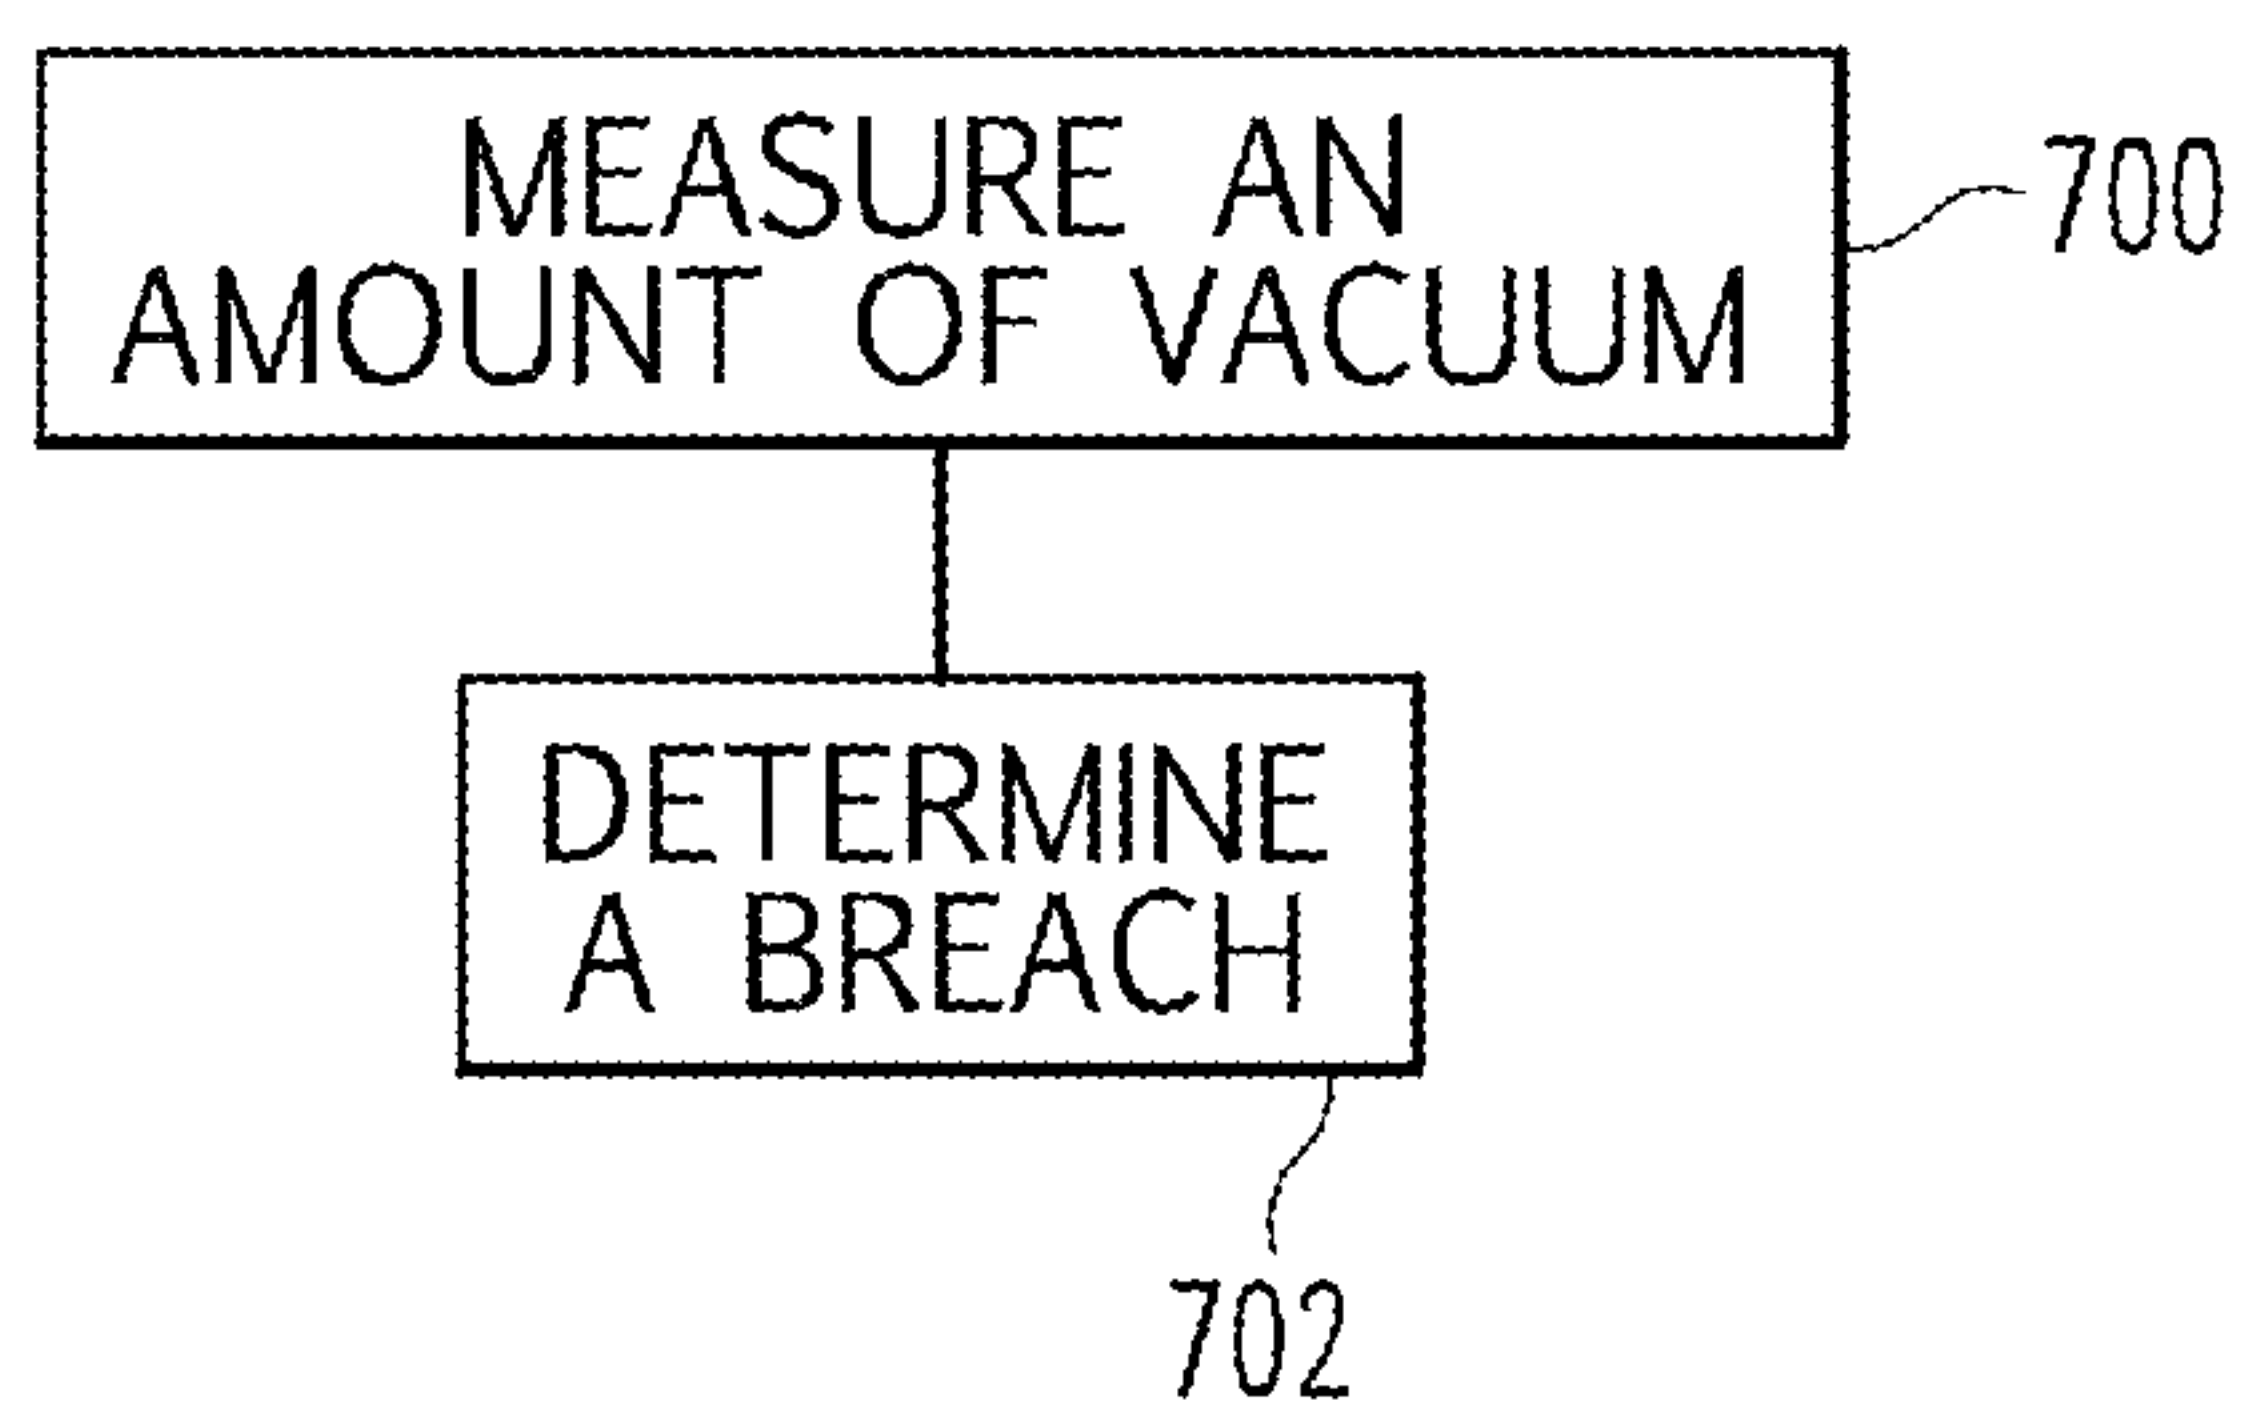 MEASURE AN
AMOUNT OF VACUUM
700
DETERMINE
A BREACH
702